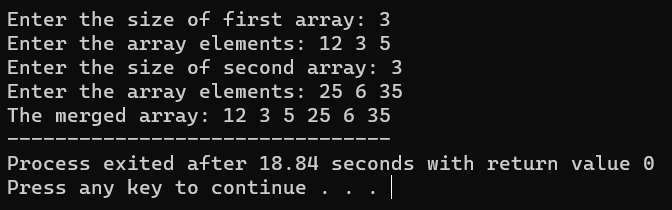 Enter the size of first array: 3
Enter the array elements: 12 3 5
Enter the size of second array: 3
Enter the array elements: 25 6 35
The merged array: 12 3 5 25 6 35
--------------------------------
Process exited after 18.84 seconds with return value 0
Press any key to continue . . .